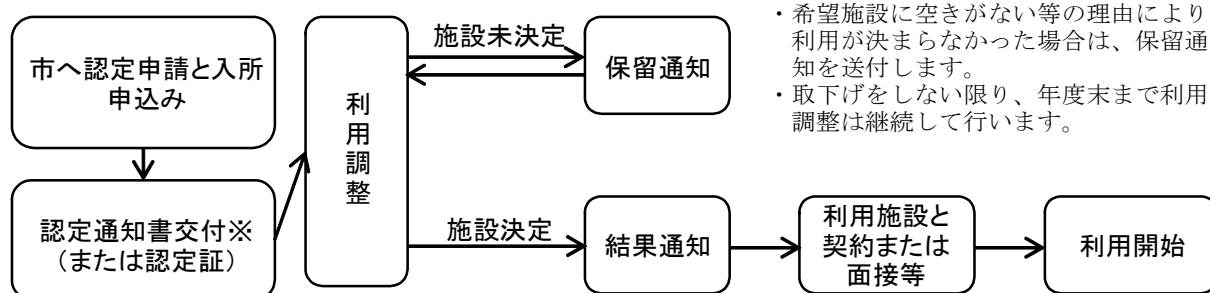 市へ認定申請と入所
申込み
認定通知書交付※
（または認定証）
利用調整
施設未決定
保留通知
・希望施設に空きがない等の理由により
利用が決まらなかった場合は、保留通
知を送付します。
・取下げをしない限り、年度末まで利用
調整は継続して行います。
施設決定
結果通知
利用施設と
契約または
面接等
利用開始